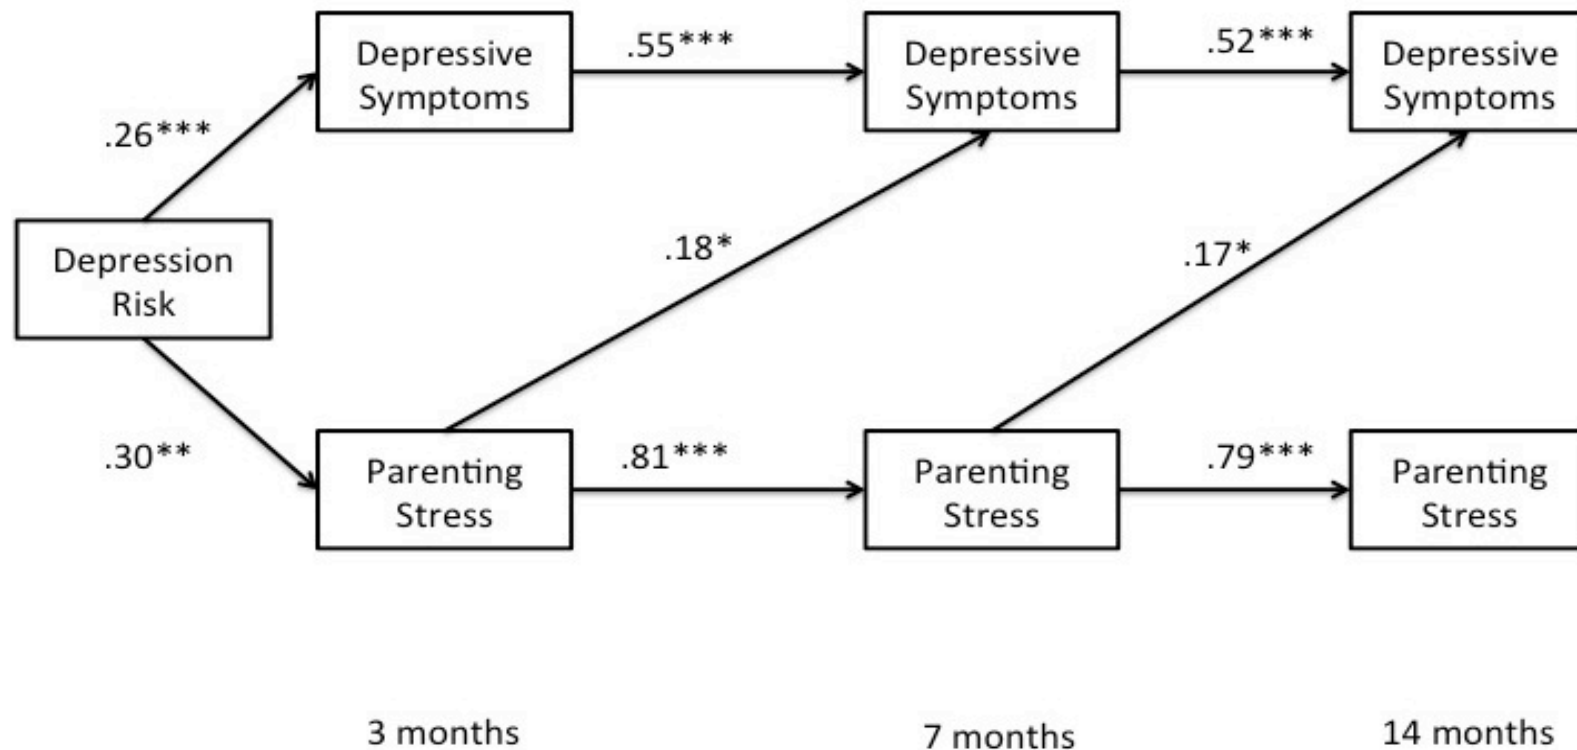 Depressive
Symptoms
.55***
Depressive
Symptoms
.52***
Depressive
Symptoms
.26***
Depression
Risk
.18*
.17*
.30**
Parenting
Stress
.81***
Parenting
Stress
.79***
Parenting
Stress
3 months
7 months
14 months